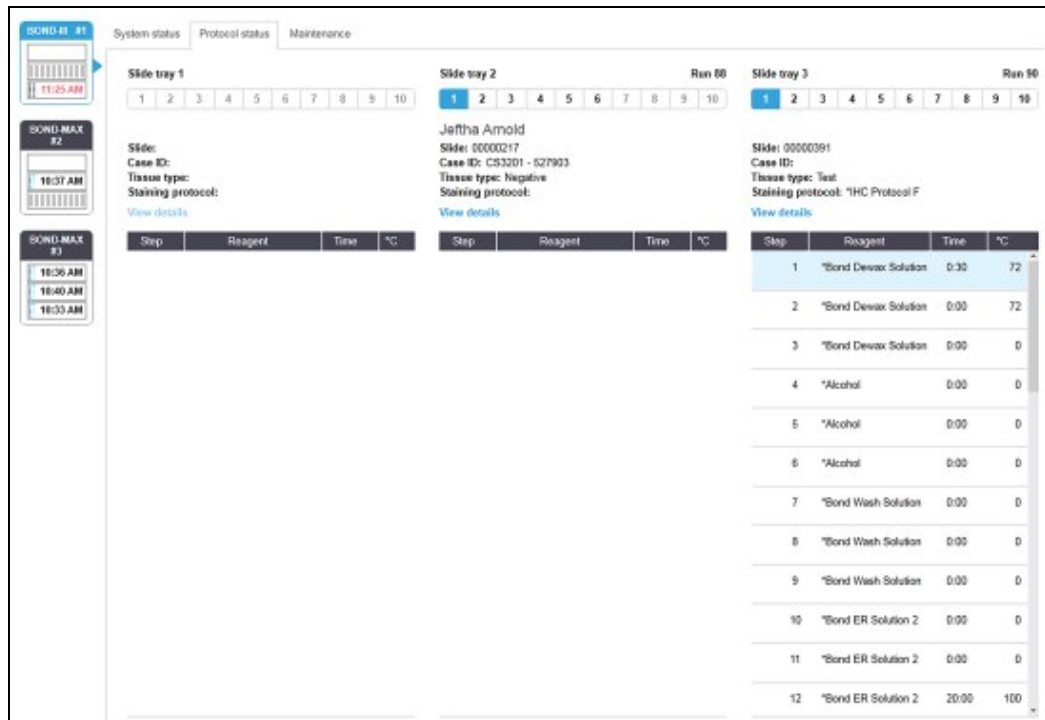 BOND-III #1
11:25 AM
BOND-MAX
#2
10:37 AM
BOND-MAX
#3
10:36 AM
10:40 AM
10:33 AM
System status Protocol status Maintenance
Slide tray 1
1 2 3 4 5 6 7 8 9 10
Slide:
Case ID:
Tissue type:
Staining protocol:
View details
Step Reagent Time °C
Slide tray 2 Run 88
1 2 3 4 5 6 7 8 9 10
Jeftha Arnold
Slide: 00000217
Case ID: CS3201 - 527903
Tissue type: Negative
Staining protocol:
View details
Step Reagent Time °C
Slide tray 3 Run 90
1 2 3 4 5 6 7 8 9 10
Slide: 00000391
Case ID:
Tissue type: Test
Staining protocol: *IHC Protocol F
View details
Step Reagent Time °C
1 *Bond Dewax Solution 0:30 72
2 *Bond Dewax Solution 0:00 72
3 *Bond Dewax Solution 0:00 0
4 *Alcohol 0:00 0
5 *Alcohol 0:00 0
6 *Alcohol 0:00 0
7 *Bond Wash Solution 0:00 0
8 *Bond Wash Solution 0:00 0
9 *Bond Wash Solution 0:00 0
10 *Bond ER Solution 2 0:00 0
11 *Bond ER Solution 2 0:00 0
12 *Bond ER Solution 2 20:00 100